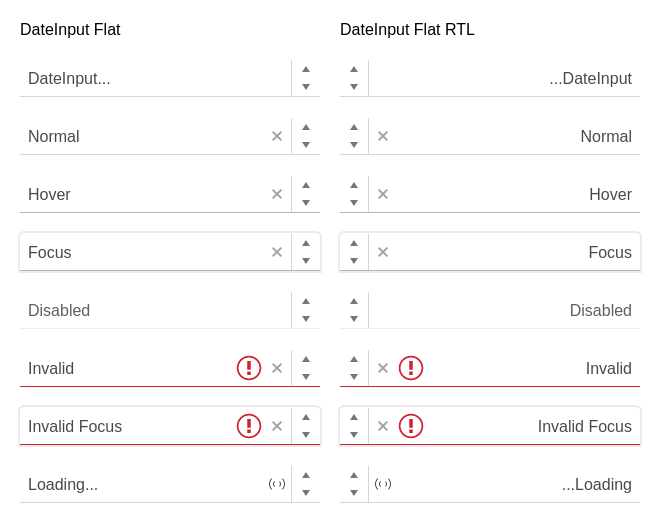 DateInput Flat
DateInput...
Normal
Hover
Focus
Disabled
Invalid
Invalid Focus
Loading...
DateInput Flat RTL
...DateInput
Normal
Hover
Focus
Disabled
Invalid
Invalid Focus
...Loading